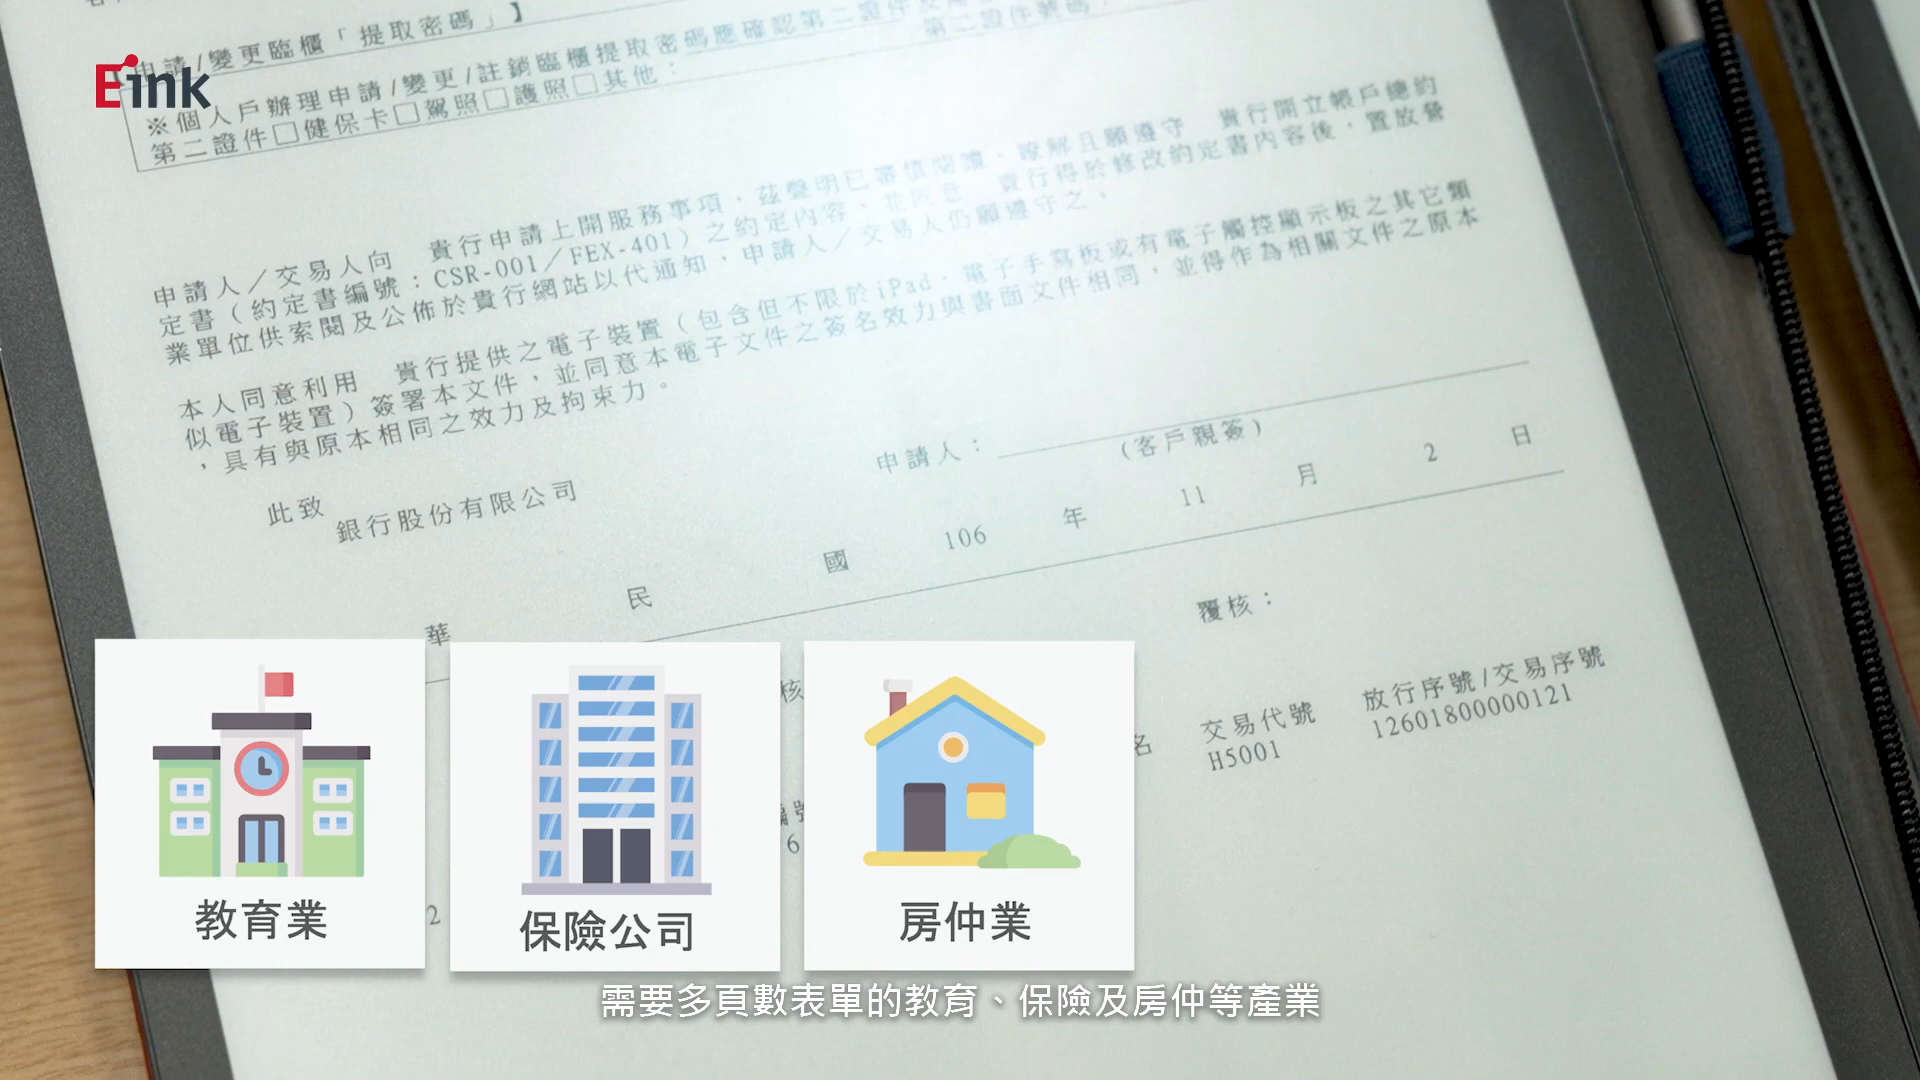 申請/變更臨櫃「提取密碼」】
Eink
※個人戶辦理申請/變更/註銷臨櫃提取密碼應確認第二證件及
第二證件□健保卡□駕照□護照□其他：
第二證件號碼：
申請人／交易人向 貴行申請上開服務事項，茲聲明已審慎閱讀、瞭解且願遵守 貴行開立帳戶總約
定書（約定書編號：CSR-001／FEX-401）之約定內容，並同意 貴行得於修改約定書內容後，置放營
業單位供索閱及公佈於貴行網站以代通知，申請人／交易人仍願遵守之。
本人同意利用 貴行提供之電子裝置（包含但不限於iPad、電子手寫板或有電子觸控顯示板之其它類
似電子裝置）簽署本文件，並同意本電子文件之簽名效力與書面文件相同，並得作為相關文件之原本
，具有與原本相同之效力及拘束力。
申請人：
(客戶親簽)
此致
銀行股份有限公司
華 民 國 106 年 11 月 2 日
覆核：
核
名 交易代號 放行序號/交易序號
H5001 12601800000121
6
2
教育業
保險公司
房仲業
需要多頁數表單的教育、保險及房仲等產業